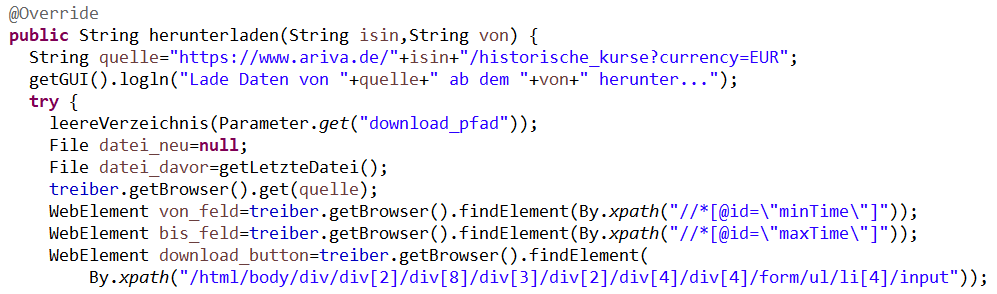 @Override
public String herunterladen(String isin,String von) {
String quelle="https://www.ariva.de/"+isin+"/historische_kurse?currency=EUR";
getGUI().logln("Lade Daten von "+quelle+" ab dem "+von+" herunter...");
try {
leereVerzeichnis(Parameter.get("download_pfad"));
File datei_neu=null;
File datei_davor=getLetzteDatei();
treiber.getBrowser().get(quelle);
WebElement von_feld=treiber.getBrowser().findElement(By.xpath("//*[@id=\"minTime\"]"));
WebElement bis_feld=treiber.getBrowser().findElement(By.xpath("//*[@id=\"maxTime\"]"));
WebElement download_button=treiber.getBrowser().findElement(
By.xpath("/html/body/div/div[2]/div[8]/div[3]/div[2]/div[4]/div[4]/form/ul/li[4]/input"));